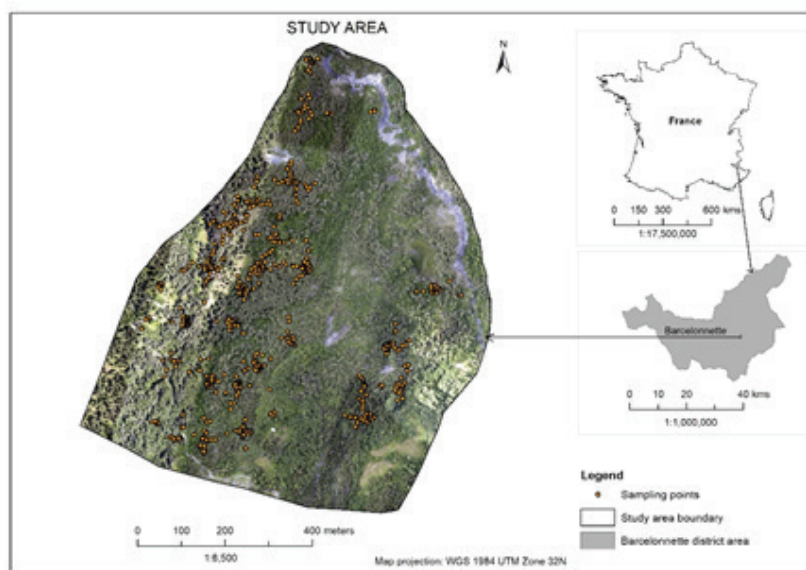 STUDY AREA
N
France
0 150 300 600 kms
1:17,500,000
Barcelonnette
0 10 20 40 kms
1:1,000,000
Legend
Sampling points
Study area boundary
Barcelonnette district area
0 100 200 400 meters
1:6,500
Map projection: WGS 1984 UTM Zone 32N